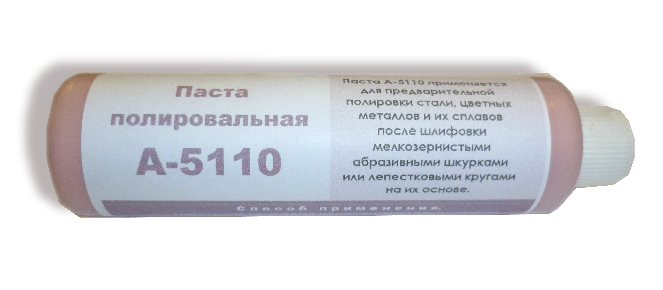 Паста
полировальная
А-5110
Паста А-5110 применяется
для предварительной
полировки стали, цветных
металлов и их сплавов
после шлифовки
мелкозернистыми
абразивными шкурками
или лепестковыми кругами
на их основе.
Способ применения.